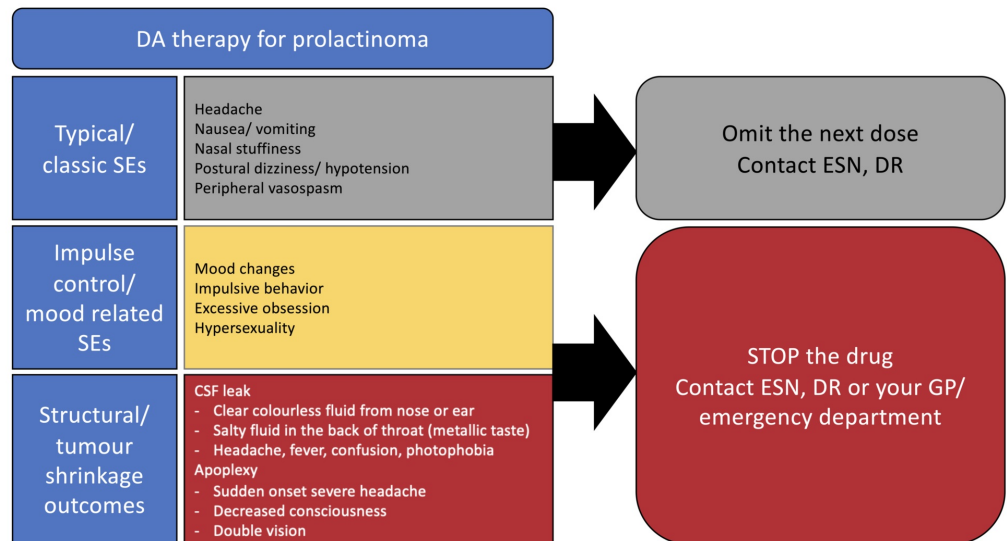 DA therapy for prolactinoma
Typical/
classic SEs
Headache
Nausea/ vomiting
Nasal stuffiness
Postural dizziness/ hypotension
Peripheral vasospasm
Omit the next dose
Contact ESN, DR
Impulse
control/
mood related
SEs
Mood changes
Impulsive behavior
Excessive obsession
Hypersexuality
STOP the drug
Contact ESN, DR or your GP/
emergency department
Structural/
tumour
shrinkage
outcomes
CSF leak
- Clear colourless fluid from nose or ear
- Salty fluid in the back of throat (metallic taste)
- Headache, fever, confusion, photophobia
Apoplexy
- Sudden onset severe headache
- Decreased consciousness
- Double vision